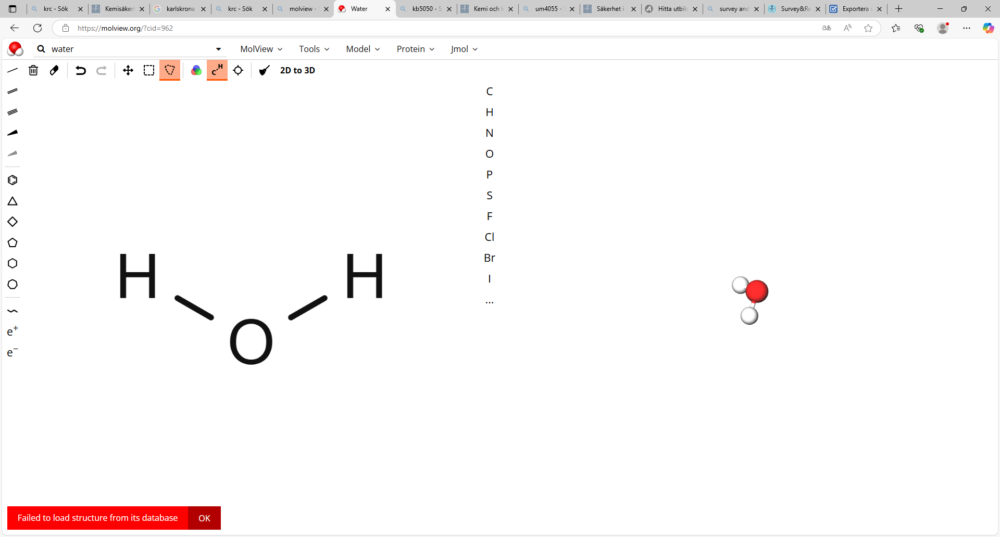 krc - Sök
Kemisäker
karlskrona
krc - Sök
molview -
Water
kb5050 - S
Kemi och k
um4055 -
Säkerhet i
Hitta utbil
survey and
Survey&Re
Exportera
https://molview.org/?cid=962
water
MolView
Tools
Model
Protein
Jmol
C H
2D to 3D
C
H
N
O
P
S
F
Cl
Br
I
...
H H
O
e+
e−
Failed to load structure from its database
OK